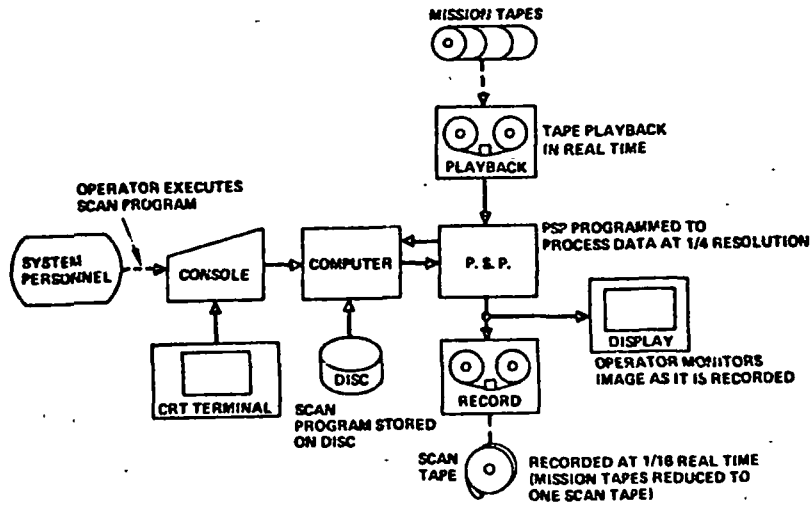 MISSION TAPES
PLAYBACK
TAPE PLAYBACK
IN REAL TIME
OPERATOR EXECUTES
SCAN PROGRAM
SYSTEM
PERSONNEL
CONSOLE
COMPUTER
P. S. P.
PSP PROGRAMMED TO
PROCESS DATA AT 1/4 RESOLUTION
CRT TERMINAL
DISC
SCAN
PROGRAM STORED
ON DISC
RECORD
DISPLAY
OPERATOR MONITORS
IMAGE AS IT IS RECORDED
SCAN
TAPE
RECORDED AT 1/16 REAL TIME
(MISSION TAPES REDUCED TO
ONE SCAN TAPE)